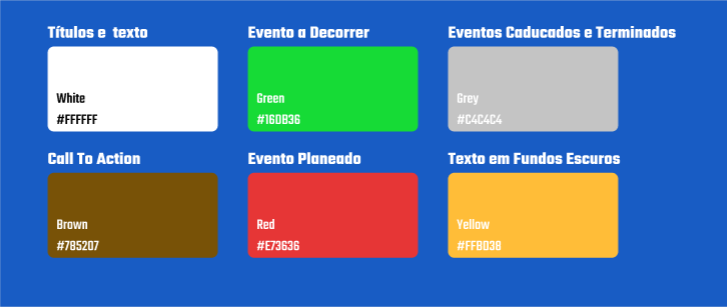 Títulos e texto
Evento a Decorrer
Eventos Caducados e Terminados
White
#FFFFFF
Green
#16DB36
Grey
#C4C4C4
Call To Action
Evento Planeado
Texto em Fundos Escuros
Brown
#785207
Red
#E73636
Yellow
#FFBD38